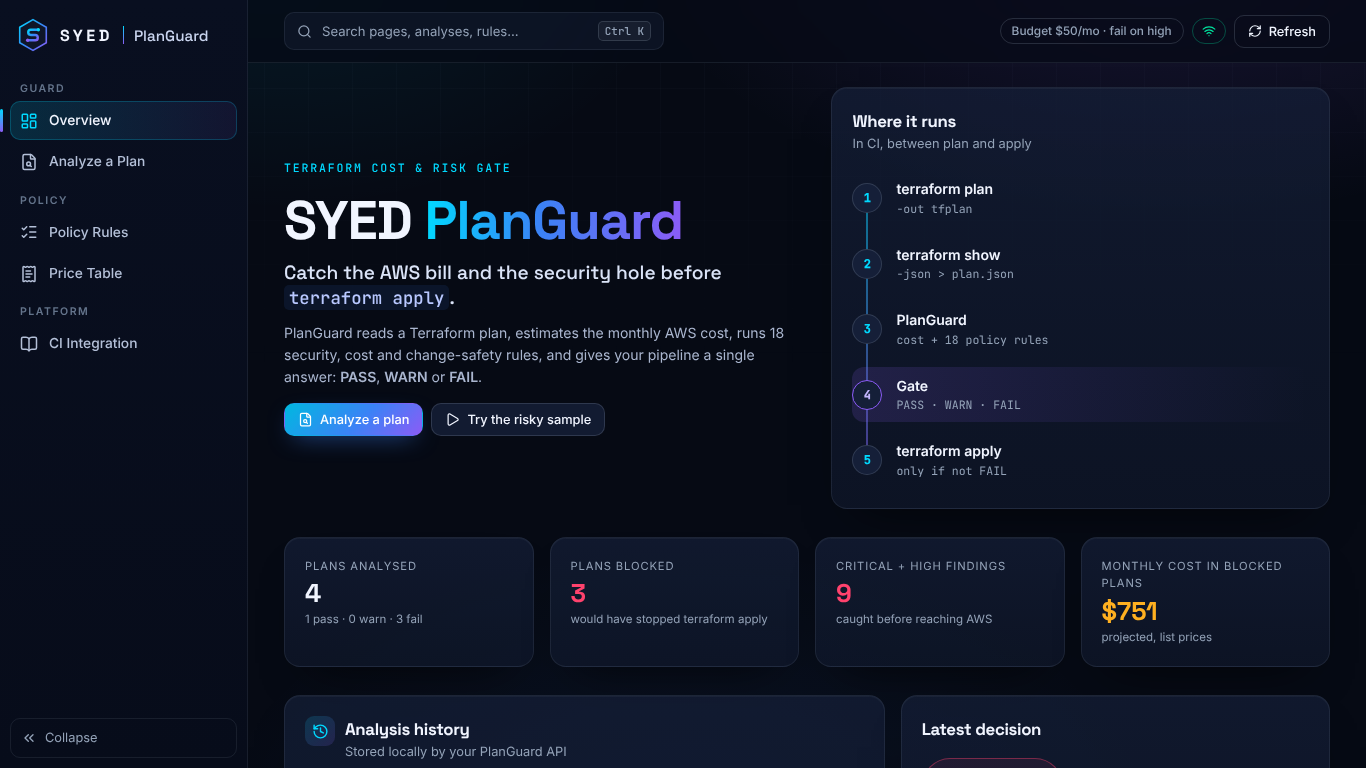 SYED | PlanGuard
GUARD
Overview
Analyze a Plan
POLICY
Policy Rules
Price Table
PLATFORM
CI Integration
Collapse
Search pages, analyses, rules...
Ctrl K
Budget $50/mo · fail on high
Refresh
TERRAFORM COST & RISK GATE
SYED PlanGuard
Catch the AWS bill and the security hole before
terraform apply.
PlanGuard reads a Terraform plan, estimates the monthly AWS cost, runs 18
security, cost and change-safety rules, and gives your pipeline a single
answer: PASS, WARN or FAIL.
Analyze a plan
Try the risky sample
Where it runs
In CI, between plan and apply
1
terraform plan
-out tfplan
2
terraform show
-json > plan.json
3
PlanGuard
cost + 18 policy rules
4
Gate
PASS · WARN · FAIL
5
terraform apply
only if not FAIL
PLANS ANALYSED
4
1 pass · 0 warn · 3 fail
PLANS BLOCKED
3
would have stopped terraform apply
CRITICAL + HIGH FINDINGS
9
caught before reaching AWS
MONTHLY COST IN BLOCKED
PLANS
$751
projected, list prices
Analysis history
Stored locally by your PlanGuard API
Latest decision